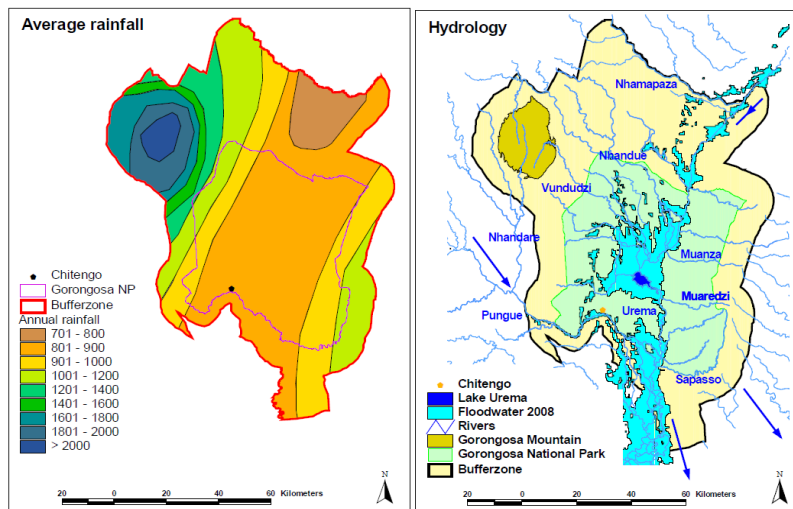 Average rainfall
Chitengo
Gorongosa NP
Bufferzone
Annual rainfall
701 - 800
801 - 900
901 - 1000
1001 - 1200
1201 - 1400
1401 - 1600
1601 - 1800
1801 - 2000
> 2000
N
20 0 20 40 60 Kilometers
Hydrology
Nhamapaza
Nhandue
Vundudzi
Nhandare
Muanza
Muaredzi
Pungue
Urema
Sapasso
Chitengo
Lake Urema
Floodwater 2008
Rivers
Gorongosa Mountain
Gorongosa National Park
Bufferzone
N
20 0 20 40 60 Kilometers